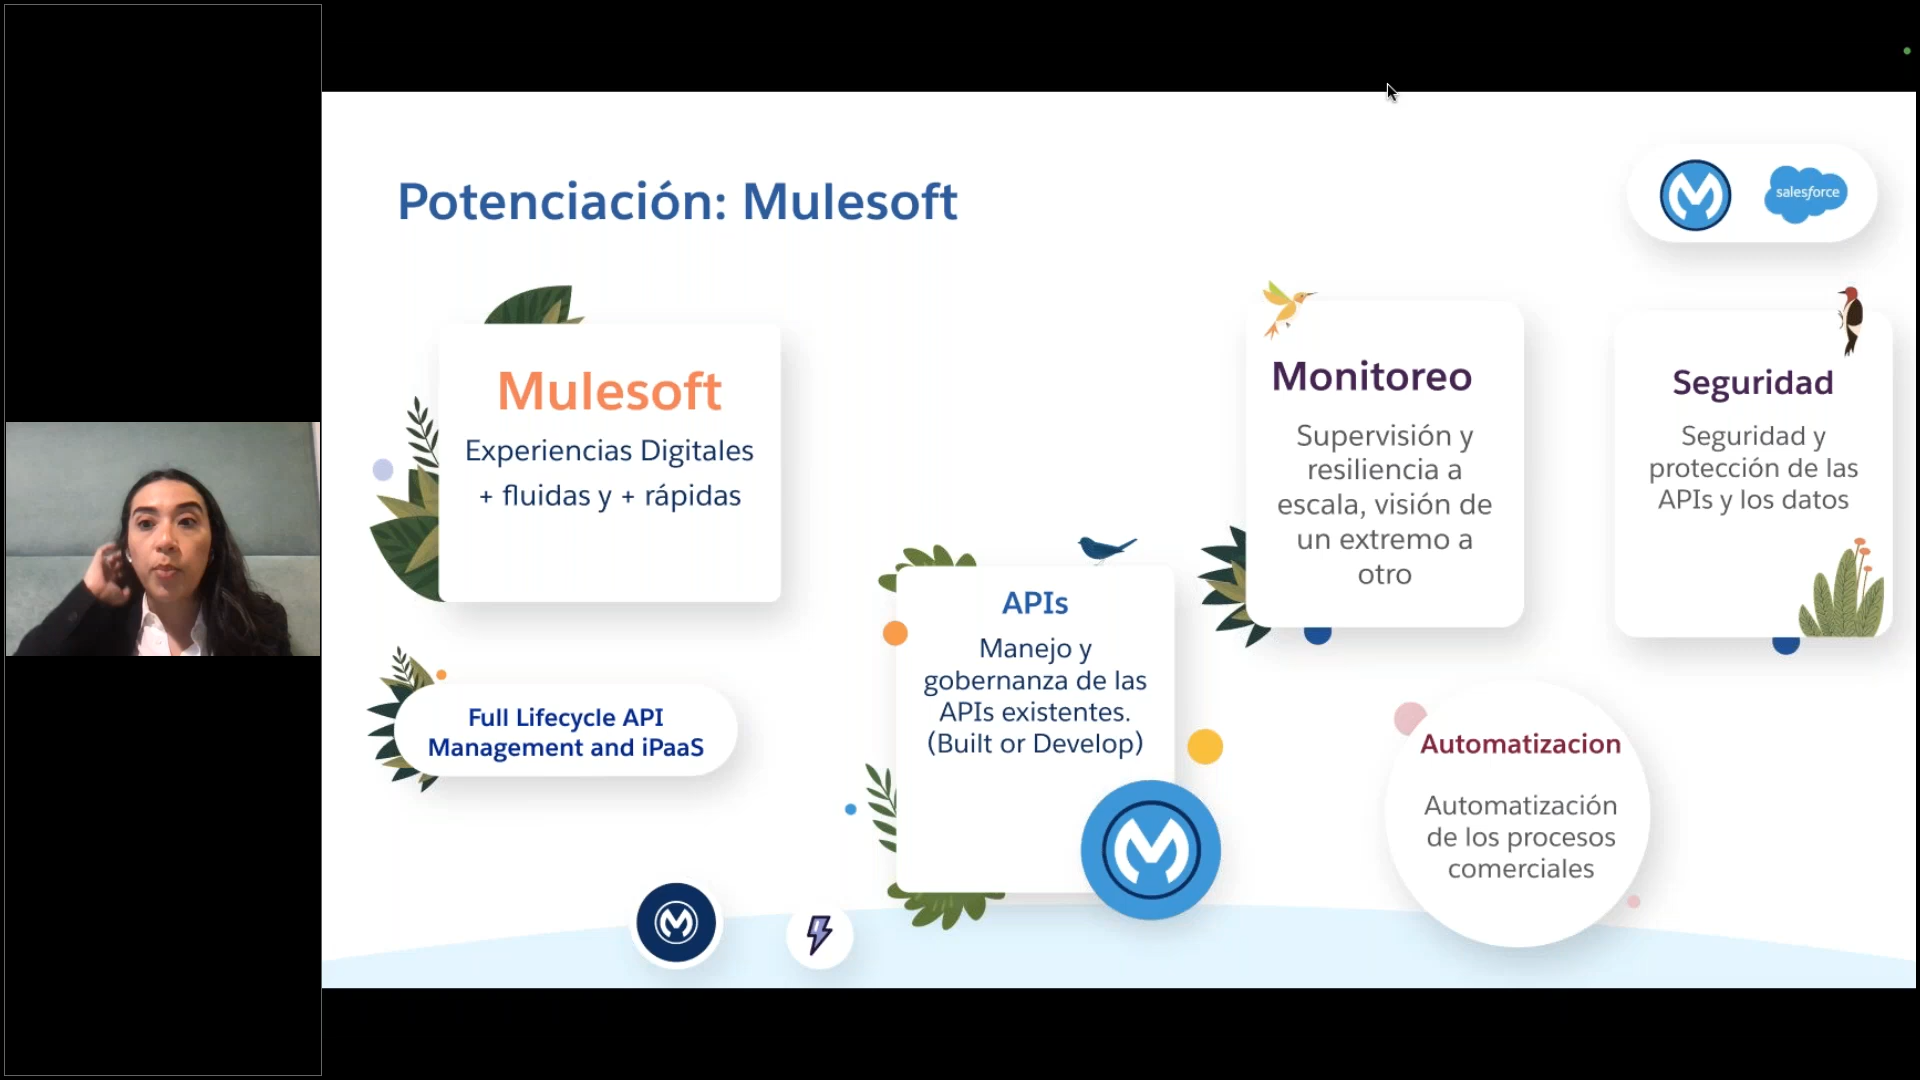 Potenciación: Mulesoft
salesforce
Mulesoft
Experiencias Digitales
+ fluidas y + rápidas
Full Lifecycle API
Management and iPaaS
APIs
Manejo y
gobernanza de las
APIs existentes.
(Built or Develop)
Monitoreo
Supervisión y
resiliencia a
escala, visión de
un extremo a
otro
Seguridad
Seguridad y
protección de las
APIs y los datos
Automatizacion
Automatización
de los procesos
comerciales